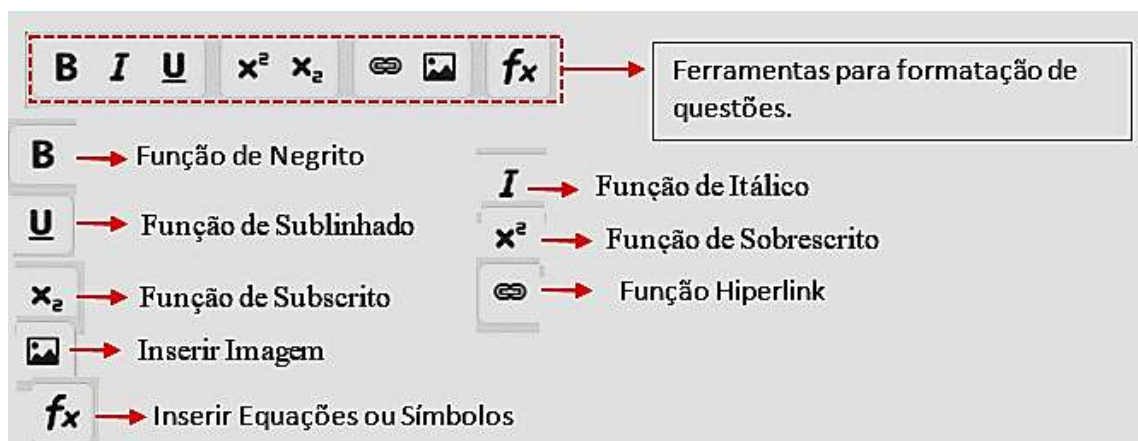 B I U x² x₂ fx
Ferramentas para formatação de
questões.
B Função de Negrito
I Função de Itálico
U Função de Sublinhado
x² Função de Sobrescrito
x₂ Função de Subscrito
Função Hiperlink
Inserir Imagem
fx Inserir Equações ou Símbolos